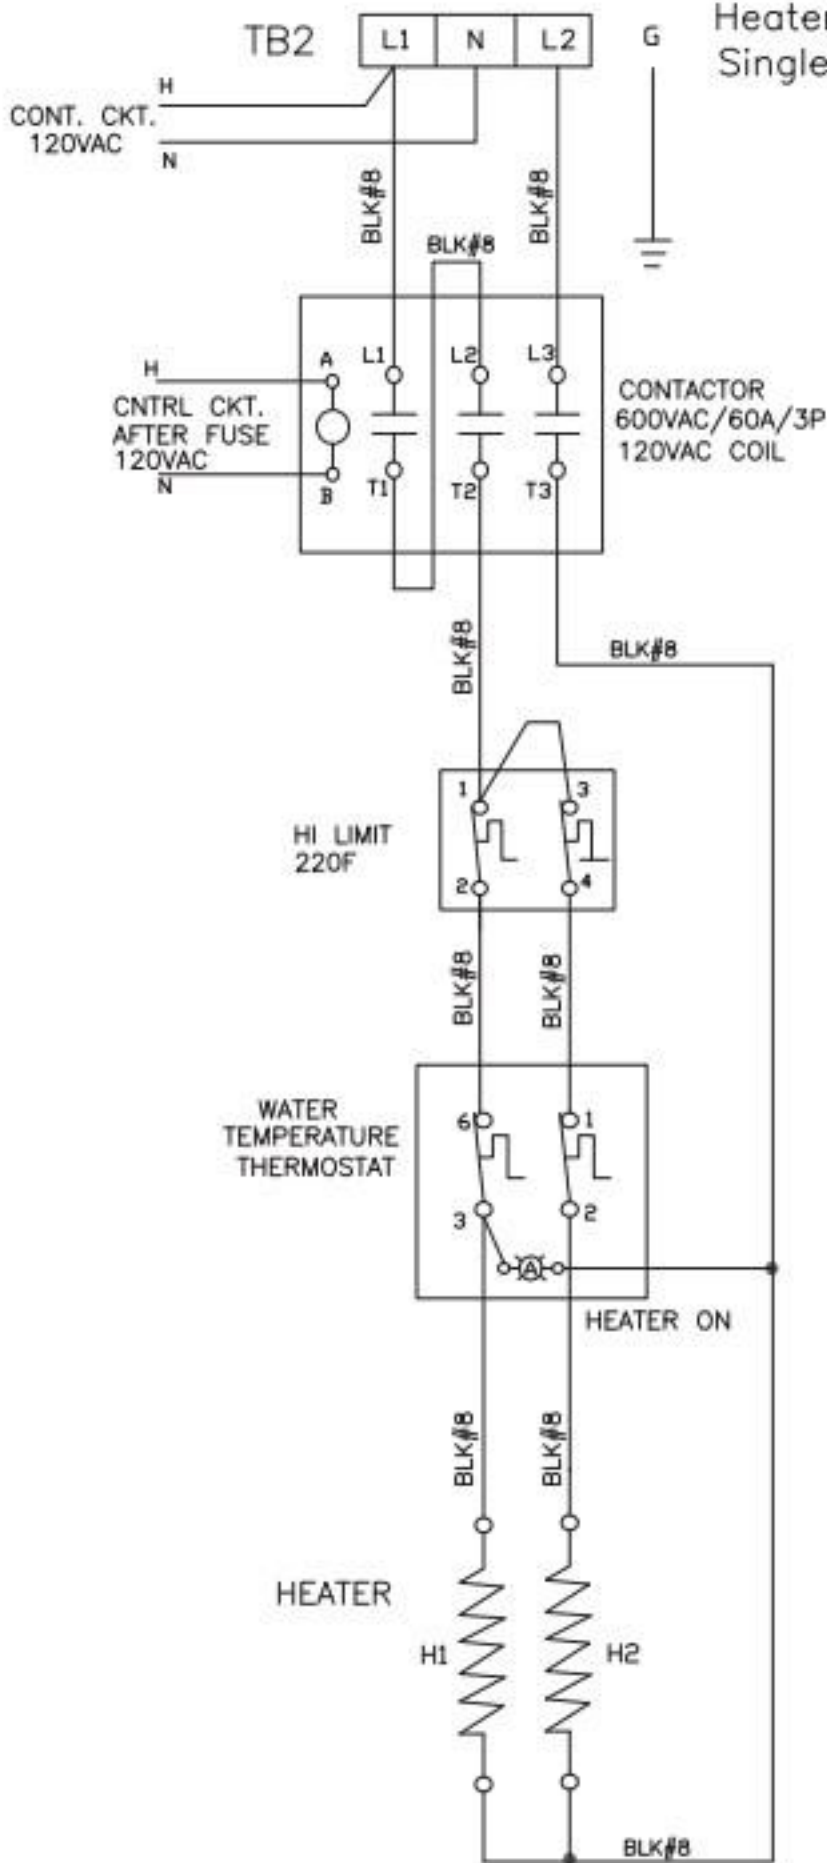 Heater
Single
TB2
L1 N L2
G
H
CONT. CKT.
120VAC
N
BLK#8
BLK#8
BLK#8
H
CNTRL CKT.
AFTER FUSE
120VAC
N
A
B
L1
L2
L3
T1
T2
T3
CONTACTOR
600VAC/60A/3P
120VAC COIL
BLK#8
BLK#8
HI LIMIT
220F
1
3
2
4
BLK#8
BLK#8
WATER
TEMPERATURE
THERMOSTAT
6
1
3
2
A
HEATER ON
BLK#8
BLK#8
HEATER
H1
H2
BLK#8